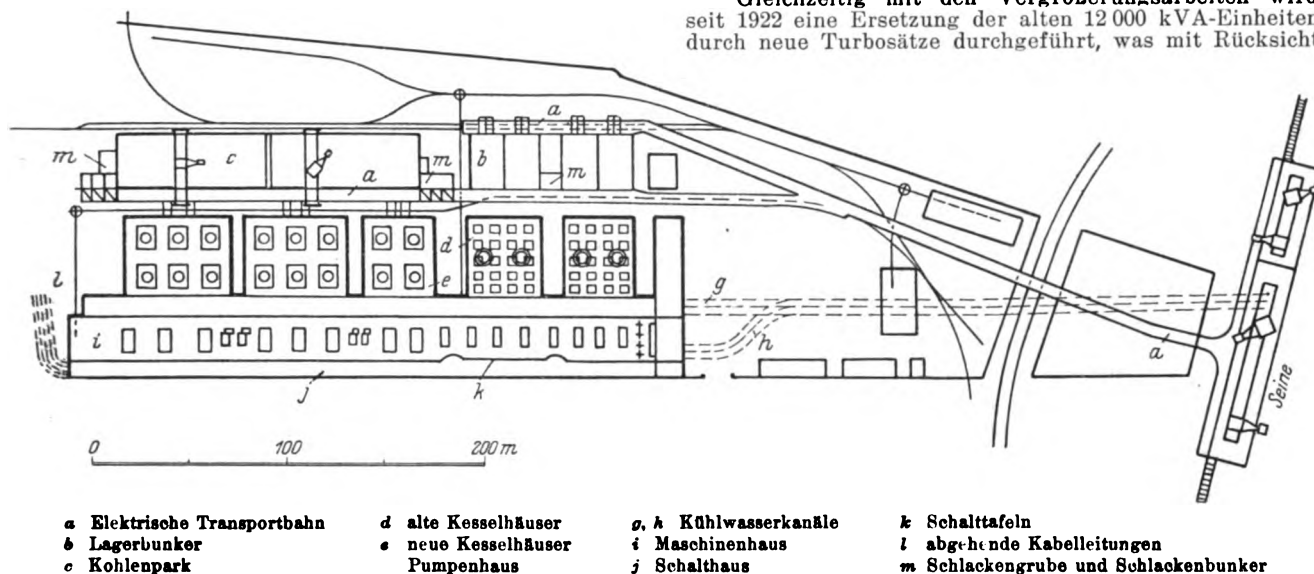 Gleichzeitig mit den Vergrößerungsarbeiten wird
seit 1922 eine Ersetzung der alten 12 000 kVA-Einheiten
durch neue Turbosätze durchgeführt, was mit Rücksicht
a
m
c
m
b
m
a
d
e
l
g
h
i
j
k
a
Seine
0 100 200 m
a Elektrische Transportbahn
b Lagerbunker
c Kohlenpark
d alte Kesselhäuser
e neue Kesselhäuser
Pumpenhaus
g, h Kühlwasserkanäle
i Maschinenhaus
j Schalthaus
k Schalttafeln
l abgehende Kabelleitungen
m Schlackengrube und Schlackenbunker